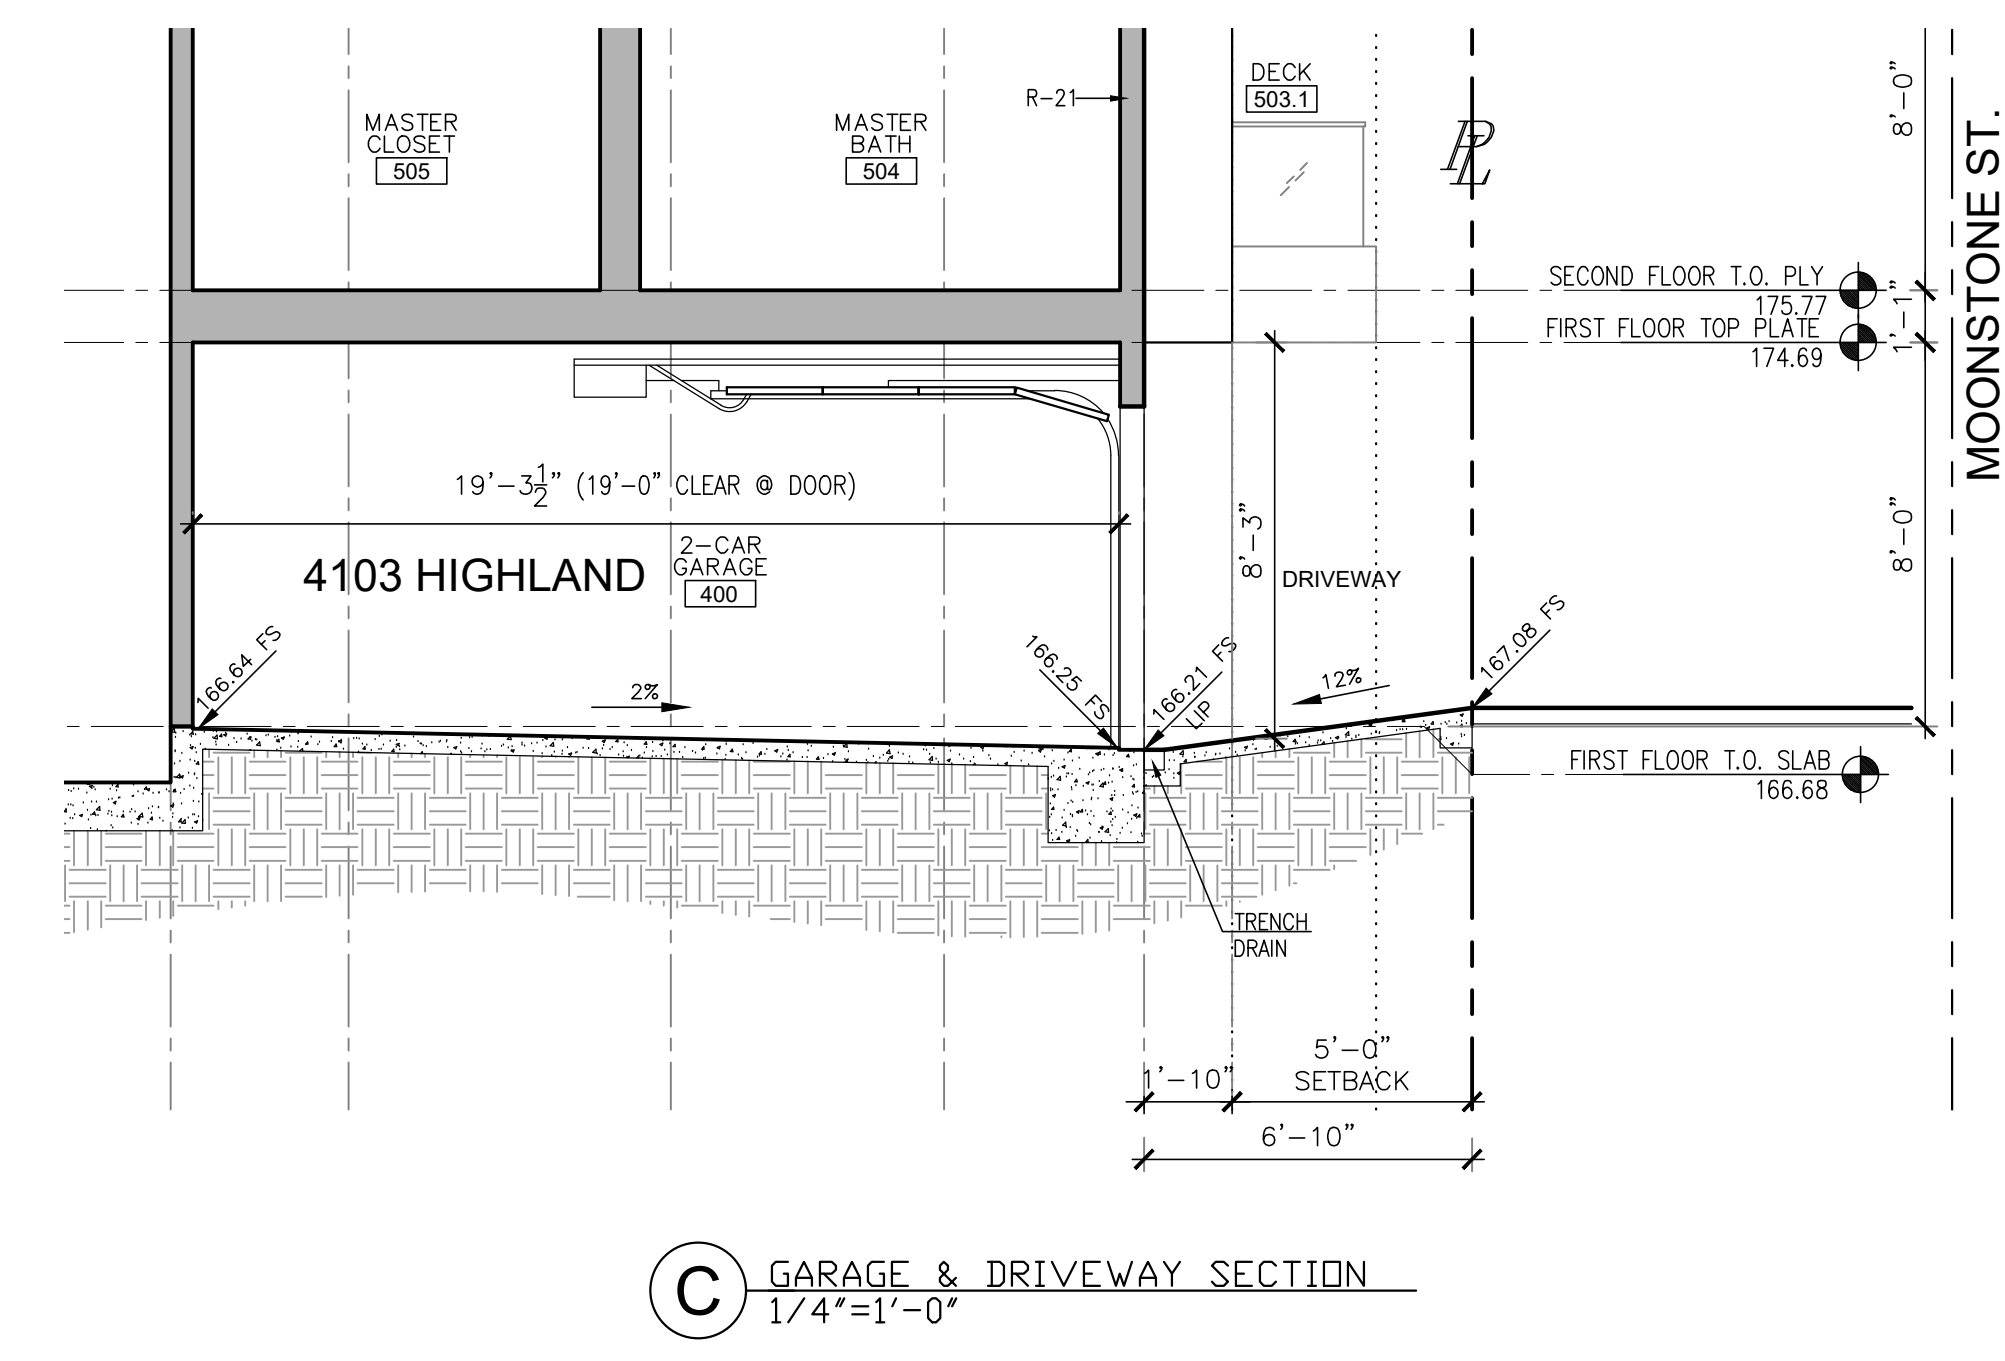 DECK
503.1
R-21
MASTER
CLOSET
505
MASTER
BATH
504
PL
8'-0"
MOONSTONE ST.
SECOND FLOOR T.O. PLY
175.77
1'-1"
FIRST FLOOR TOP PLATE
174.69
19'-3 1/2" (19'-0" CLEAR @ DOOR)
4103 HIGHLAND
2-CAR
GARAGE
400
8'-3"
DRIVEWAY
8'-0"
166.64 FS
2%
166.25 FS
166.21 FS
LIP
12%
167.08 FS
FIRST FLOOR T.O. SLAB
166.68
TRENCH
DRAIN
1'-10"
5'-0"
SETBACK
6'-10"
C
GARAGE & DRIVEWAY SECTION
1/4"=1'-0"